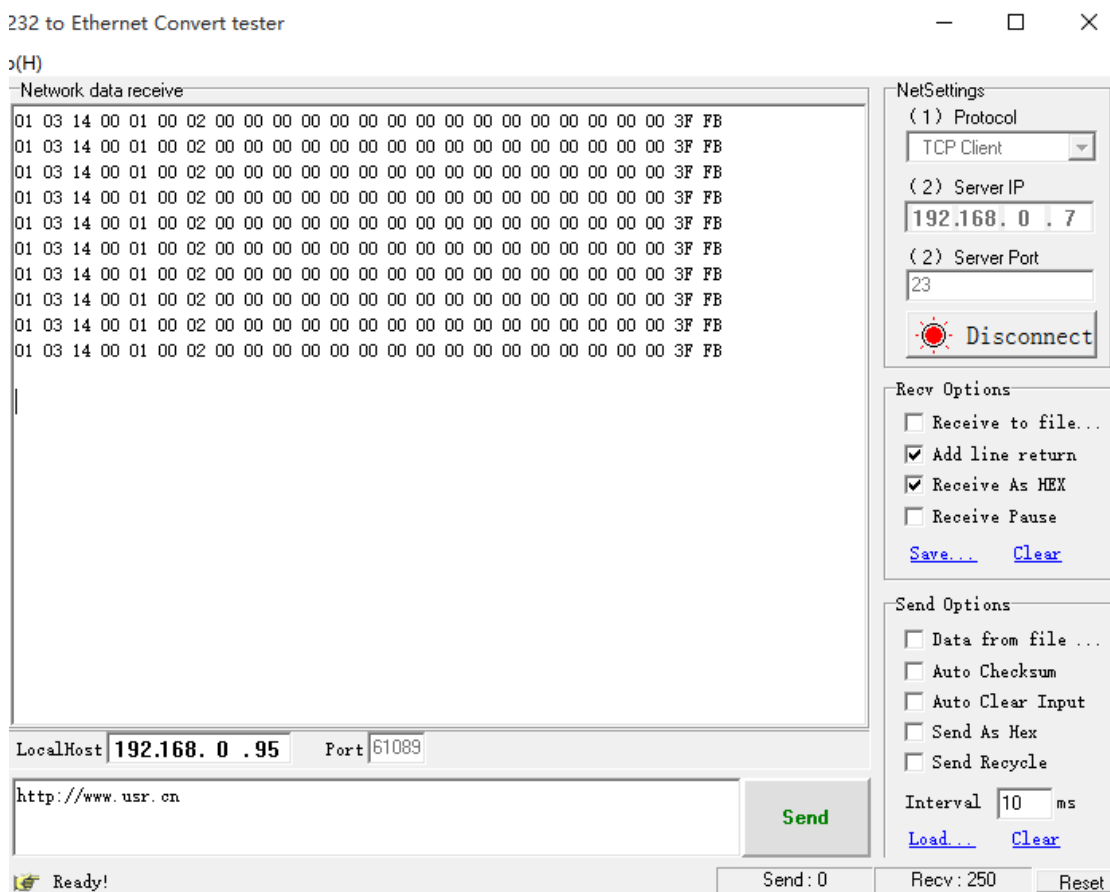 232 to Ethernet Convert tester
o(H)
Network data receive
01 03 14 00 01 00 02 00 00 00 00 00 00 00 00 00 00 00 00 00 00 00 00 3F FB
01 03 14 00 01 00 02 00 00 00 00 00 00 00 00 00 00 00 00 00 00 00 00 3F FB
01 03 14 00 01 00 02 00 00 00 00 00 00 00 00 00 00 00 00 00 00 00 00 3F FB
01 03 14 00 01 00 02 00 00 00 00 00 00 00 00 00 00 00 00 00 00 00 00 3F FB
01 03 14 00 01 00 02 00 00 00 00 00 00 00 00 00 00 00 00 00 00 00 00 3F FB
01 03 14 00 01 00 02 00 00 00 00 00 00 00 00 00 00 00 00 00 00 00 00 3F FB
01 03 14 00 01 00 02 00 00 00 00 00 00 00 00 00 00 00 00 00 00 00 00 3F FB
01 03 14 00 01 00 02 00 00 00 00 00 00 00 00 00 00 00 00 00 00 00 00 3F FB
01 03 14 00 01 00 02 00 00 00 00 00 00 00 00 00 00 00 00 00 00 00 00 3F FB
01 03 14 00 01 00 02 00 00 00 00 00 00 00 00 00 00 00 00 00 00 00 00 3F FB
LocalHost 192.168. 0 .95 Port 61089
http://www.usr.cn
Send
Ready!
Send : 0
Recv : 250
Reset
NetSettings
(1) Protocol
TCP Client
(2) Server IP
192.168. 0 . 7
(2) Server Port
23
Disconnect
Recv Options
Receive to file...
Add line return
Receive As HEX
Receive Pause
Save... Clear
Send Options
Data from file ...
Auto Checksum
Auto Clear Input
Send As Hex
Send Recycle
Interval 10 ms
Load... Clear